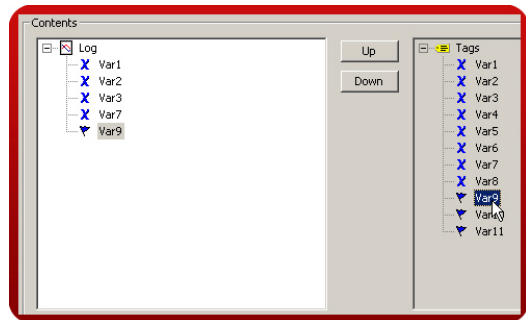 Contents
Log
Var1
Var2
Var3
Var7
Var9
Up
Down
Tags
Var1
Var2
Var3
Var4
Var5
Var6
Var7
Var8
Var9
Var10
Var11